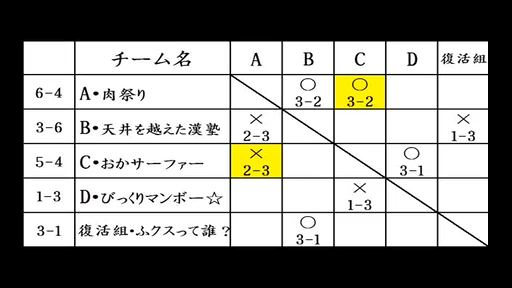 チーム名 A B C D 復活組
6-4 A・肉祭り ○ 3-2 ○ 3-2
3-6 B・天井を越えた漢塾 × 2-3 × 1-3
5-4 C・おかサーファー × 2-3 ○ 3-1
1-3 D・びっくりマンボー☆ × 1-3
3-1 復活組・ふクスって誰? ○ 3-1